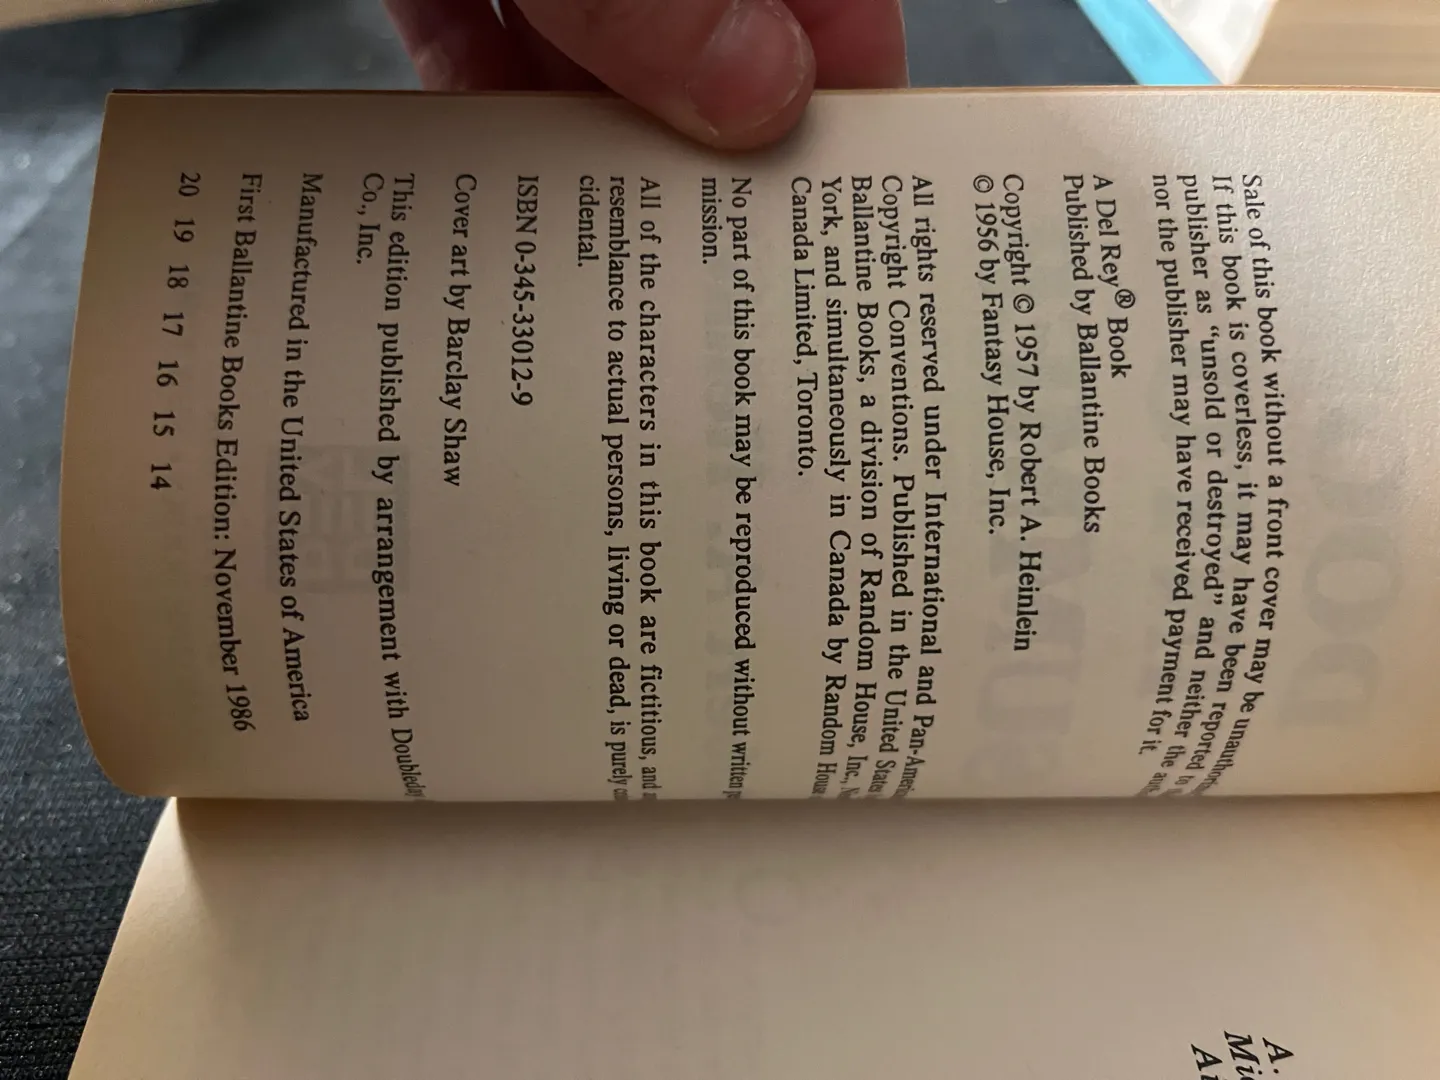 Sale of this book without a front cover may be
If this book is coverless, it may have been reported to
publisher as “unsold or destroyed” and neither the
nor the publisher may have received payment for it.
A Del Rey® Book
Published by Ballantine Books
Copyright © 1957 by Robert A. Heinlein
© 1956 by Fantasy House, Inc.
All rights reserved under International and
Copyright Conventions. Published in the United States
Ballantine Books, a division of Random House, Inc.,
York, and simultaneously in Canada by Random House
Canada Limited, Toronto.
No part of this book may be reproduced without written
mission.
All of the characters in this book are fictitious, and
resemblance to actual persons, living or dead, is purely
cidental.
ISBN 0-345-33012-9
Cover art by Barclay Shaw
This edition published by arrangement with Doubleday
Co., Inc.
Manufactured in the United States of America
First Ballantine Books Edition: November 1986
20 19 18 17 16 15 14
A.